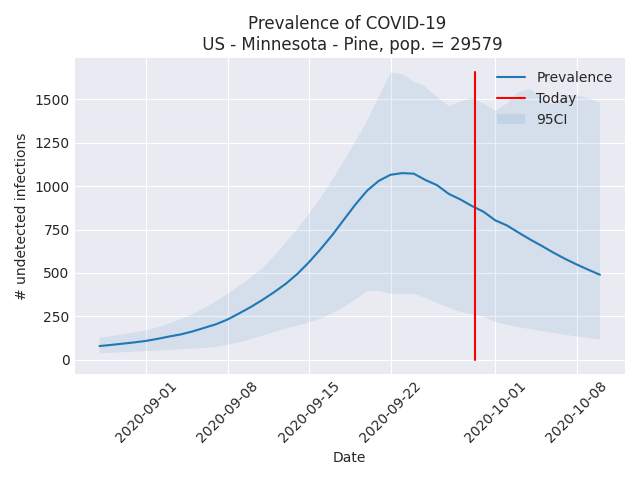 Prevalence of COVID-19
US - Minnesota - Pine, pop. = 29579
Prevalence
Today
95CI
1500
1250
1000
750
500
250
0
# undetected infections
2020-09-01
2020-09-08
2020-09-15
2020-09-22
2020-10-01
2020-10-08
Date